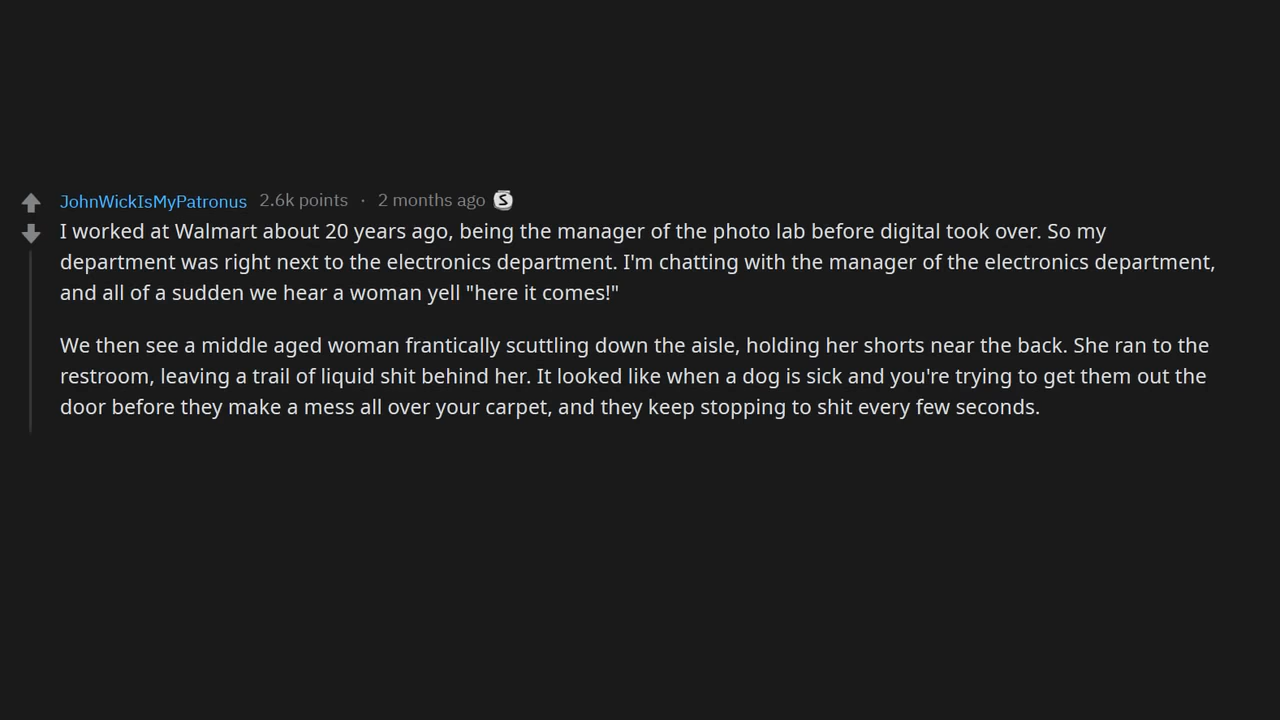 JohnWickIsMyPatronus 2.6k points · 2 months ago S
I worked at Walmart about 20 years ago, being the manager of the photo lab before digital took over. So my
department was right next to the electronics department. I'm chatting with the manager of the electronics department,
and all of a sudden we hear a woman yell "here it comes!"
We then see a middle aged woman frantically scuttling down the aisle, holding her shorts near the back. She ran to the
restroom, leaving a trail of liquid shit behind her. It looked like when a dog is sick and you're trying to get them out the
door before they make a mess all over your carpet, and they keep stopping to shit every few seconds.